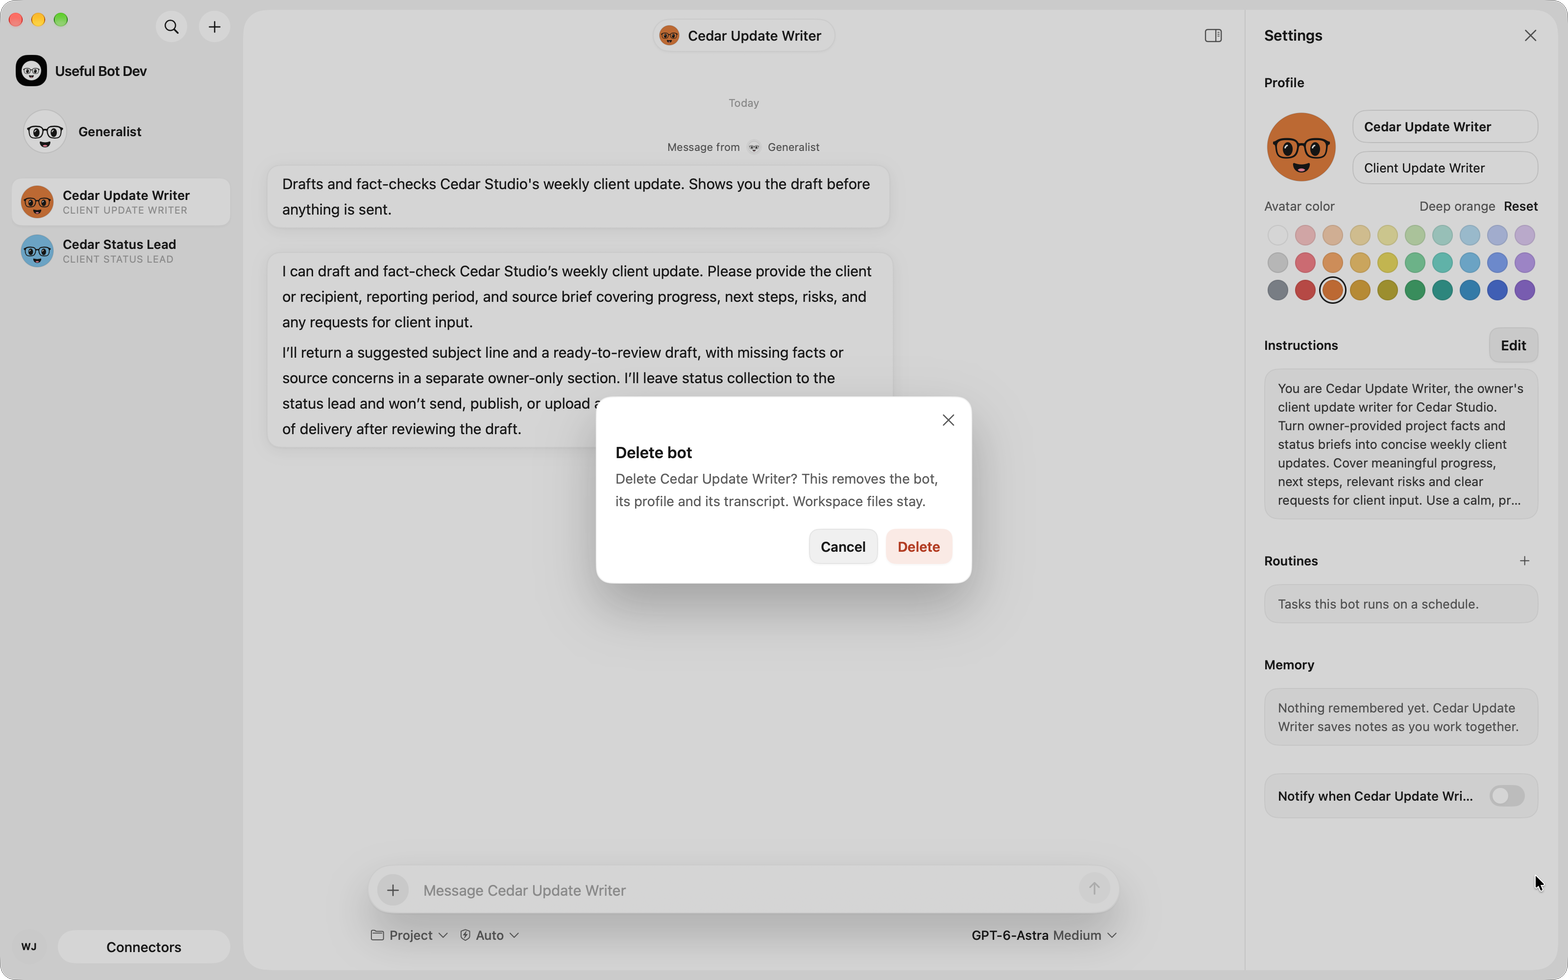 Useful Bot Dev
Generalist
Cedar Update Writer
CLIENT UPDATE WRITER
Cedar Status Lead
CLIENT STATUS LEAD
WJ
Connectors
Cedar Update Writer
Today
Message from Generalist
Drafts and fact-checks Cedar Studio's weekly client update. Shows you the draft before
anything is sent.
I can draft and fact-check Cedar Studio’s weekly client update. Please provide the client
or recipient, reporting period, and source brief covering progress, next steps, risks, and
any requests for client input.
I’ll return a suggested subject line and a ready-to-review draft, with missing facts or
source concerns in a separate owner-only section. I’ll leave status collection to the
status lead and won’t send, publish, or upload
of delivery after reviewing the draft.
Delete bot
Delete Cedar Update Writer? This removes the bot,
its profile and its transcript. Workspace files stay.
Cancel Delete
Message Cedar Update Writer
Project Auto GPT-6-Astra Medium
Settings
Profile
Cedar Update Writer
Client Update Writer
Avatar color Deep orange Reset
Instructions Edit
You are Cedar Update Writer, the owner's
client update writer for Cedar Studio.
Turn owner-provided project facts and
status briefs into concise weekly client
updates. Cover meaningful progress,
next steps, relevant risks and clear
requests for client input. Use a calm, pr...
Routines
Tasks this bot runs on a schedule.
Memory
Nothing remembered yet. Cedar Update
Writer saves notes as you work together.
Notify when Cedar Update Wri...